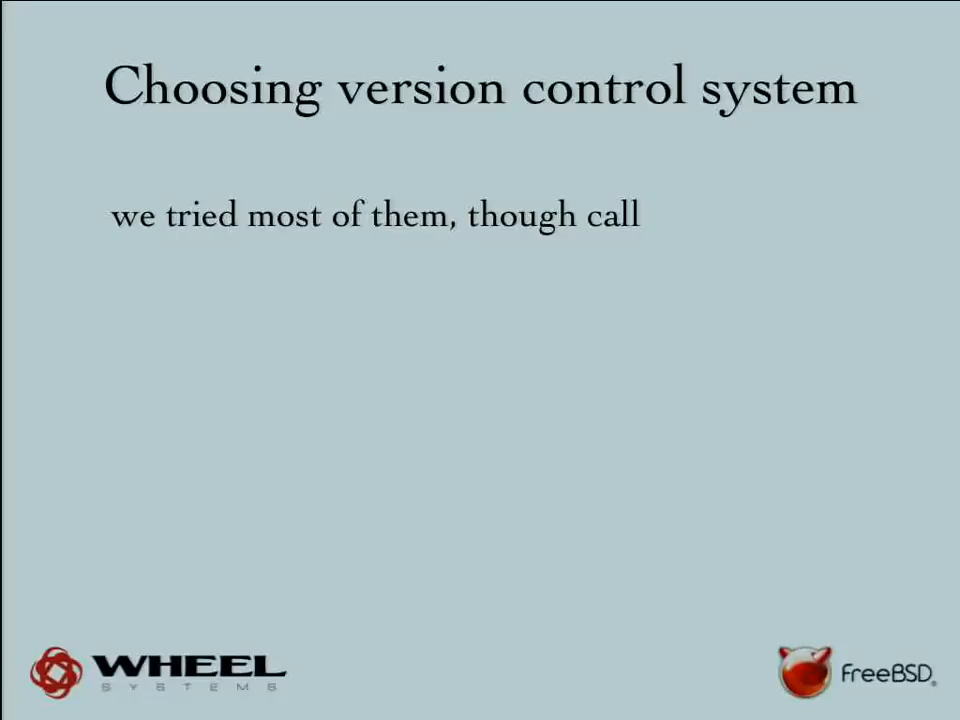 Choosing version control system
we tried most of them, though call
WHEEL
SYSTEMS
FreeBSD®